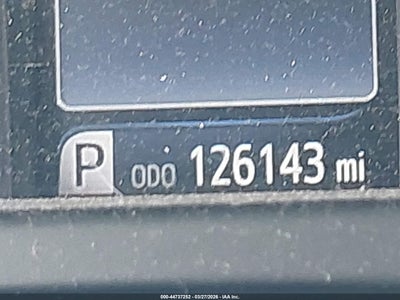 P ODO 126143 mi
000-44737252 - 03/27/2026 - IAA Inc.